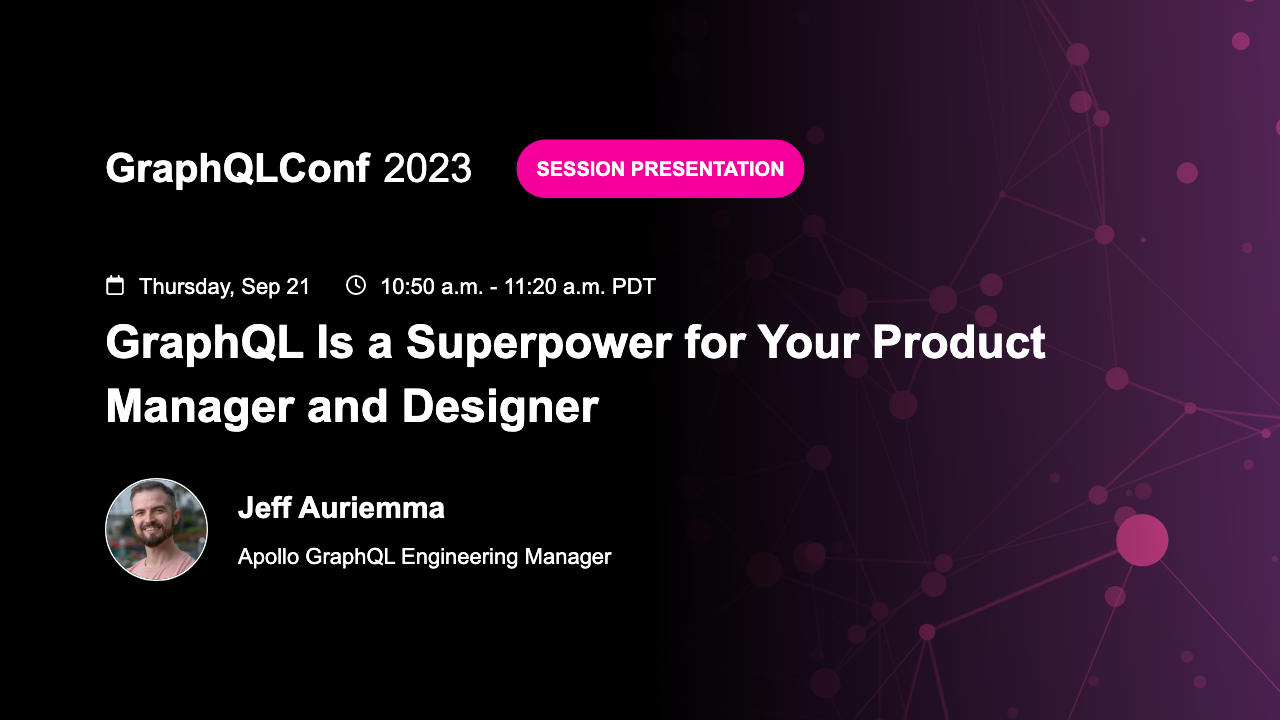 GraphQLConf 2023
SESSION PRESENTATION
Thursday, Sep 21
10:50 a.m. - 11:20 a.m. PDT
GraphQL Is a Superpower for Your Product
Manager and Designer
Jeff Auriemma
Apollo GraphQL Engineering Manager